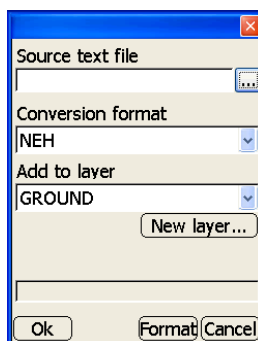 Source text file
...
Conversion format
NEH
Add to layer
GROUND
New layer...
Ok Format Cancel